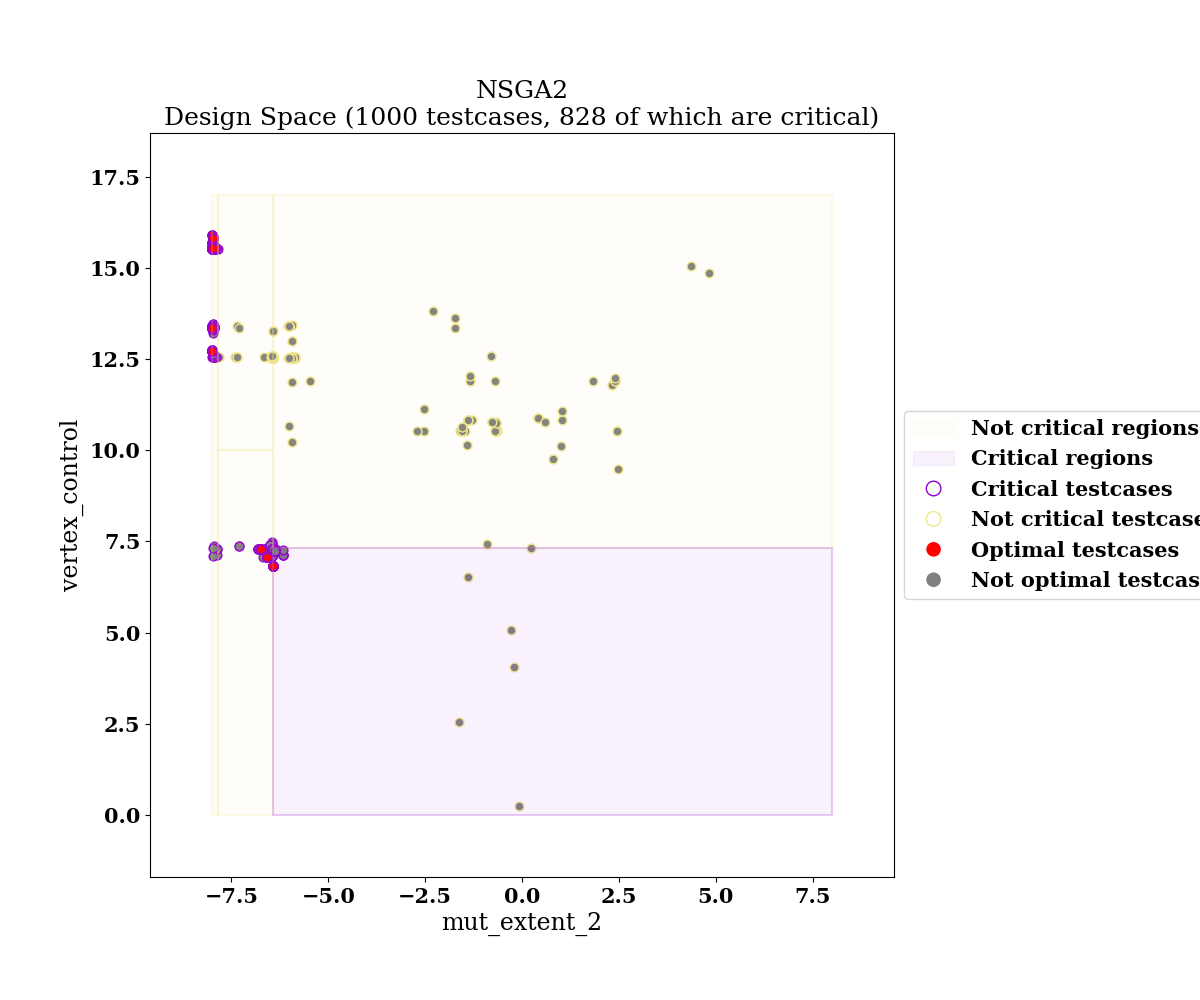 NSGA2
Design Space (1000 testcases, 828 of which are critical)
17.5
15.0
12.5
10.0
7.5
5.0
2.5
0.0
vertex_control
−7.5
−5.0
−2.5
0.0
2.5
5.0
7.5
mut_extent_2
Not critical regions
Critical regions
Critical testcases
Not critical testcase
Optimal testcases
Not optimal testcas